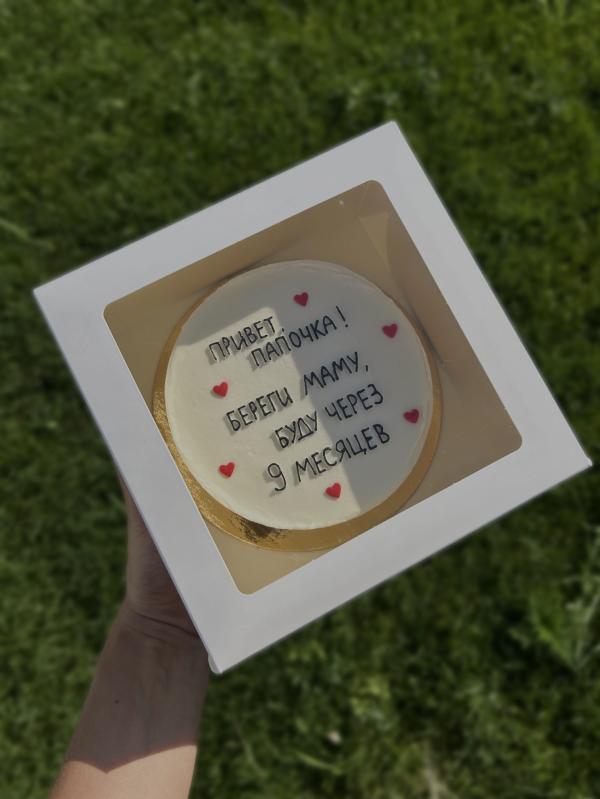 ПРИВЕТ,
ПАПОЧКА!
БЕРЕГИ МАМУ,
БУДУ ЧЕРЕЗ
9 МЕСЯЦЕВ